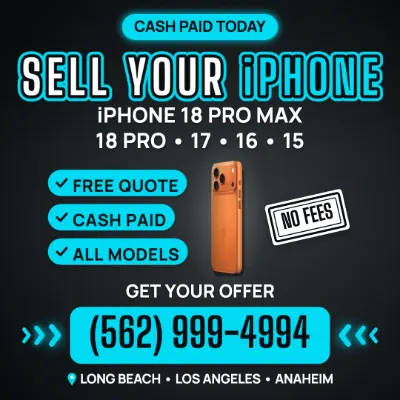 CASH PAID TODAY
SELL YOUR iPHONE
iPHONE 18 PRO MAX
18 PRO • 17 • 16 • 15
✓ FREE QUOTE
✓ CASH PAID
✓ ALL MODELS
NO FEES
GET YOUR OFFER
(562) 999-4994
LONG BEACH • LOS ANGELES • ANAHEIM